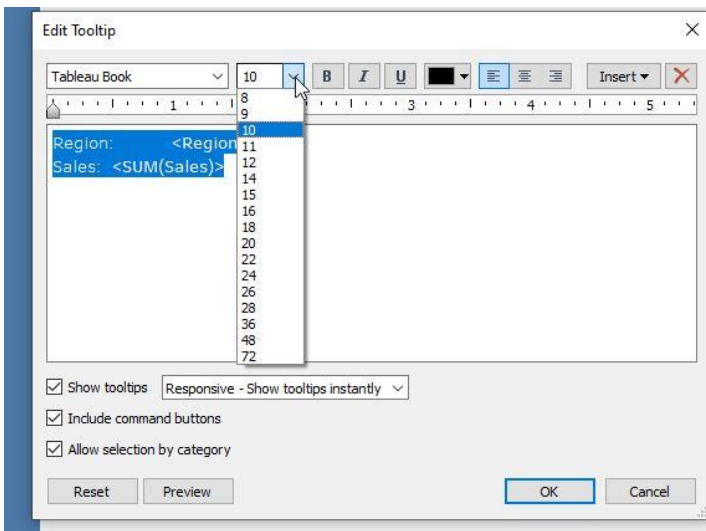 Edit Tooltip
Tableau Book 10 B I U Insert
1 3 4 5
8
9
10
Region: <Region
11
12
Sales: <SUM(Sales)>
14
15
16
18
20
22
24
26
28
36
48
72
Show tooltips Responsive - Show tooltips instantly
Include command buttons
Allow selection by category
Reset Preview OK Cancel